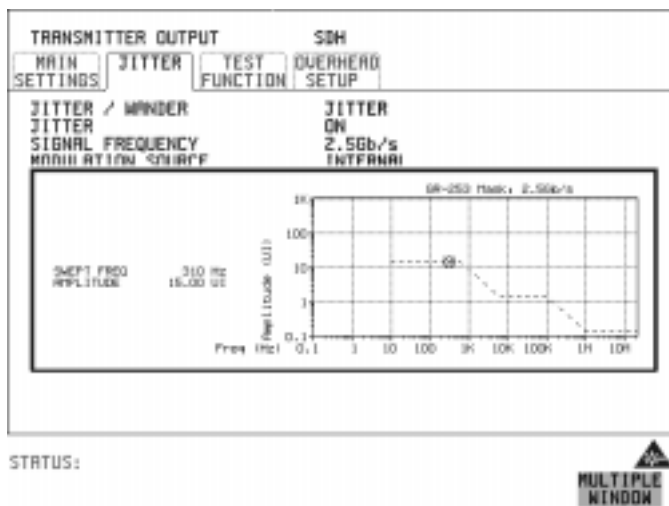 TRANSMITTER OUTPUT SDH
MAIN SETTINGS JITTER TEST FUNCTION OVERHEAD SETUP
JITTER / WANDER JITTER
JITTER ON
SIGNAL FREQUENCY 2.5Gb/s
MODULATION SOURCE INTERNAL
GR-253 Mask: 2.5Gb/s
SWEPT FREQ 310 Hz
AMPLITUDE 15.00 UI
Amplitude (UI)
1K
100
10
1
0.1
Freq (Hz) 0.1 1 10 100 1K 10K 100K 1M 10M
STATUS:
MULTIPLE
WINDOW